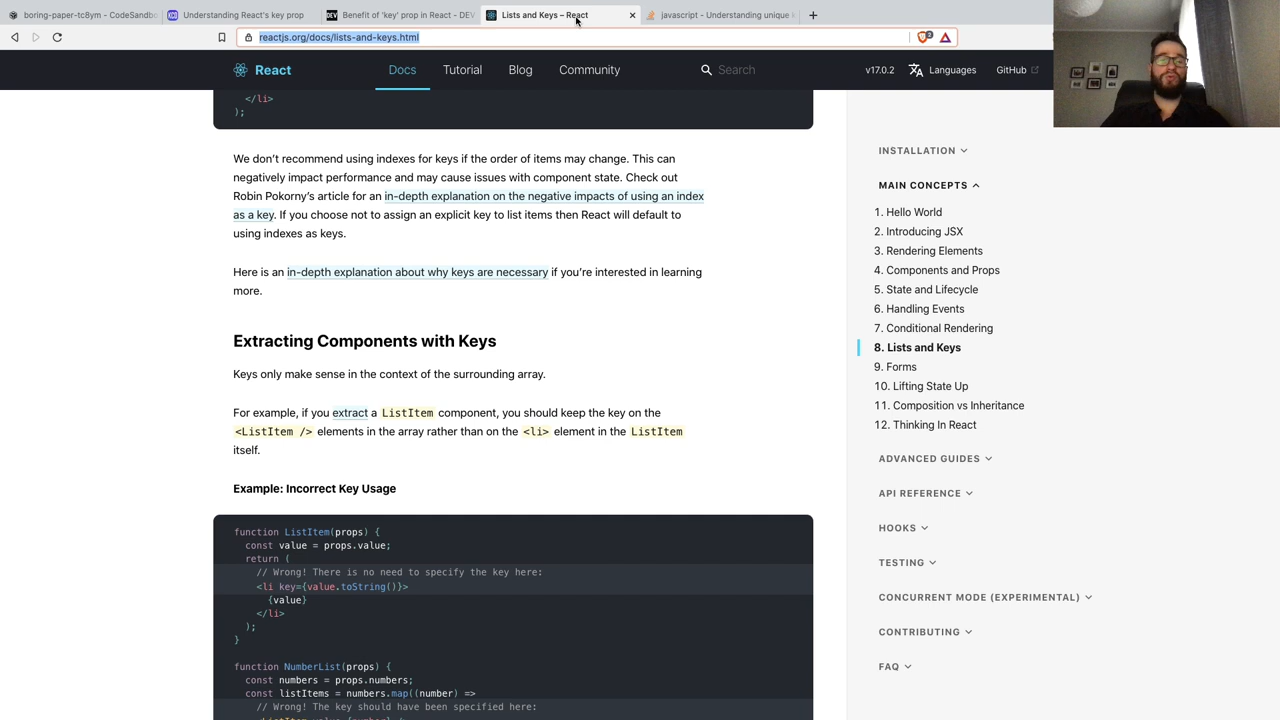 boring-paper-tc8ym - CodeSandbo
Understanding React's key prop
Benefit of 'key' prop in React - DEV
Lists and Keys – React
javascript - Understanding unique k
reactjs.org/docs/lists-and-keys.html
2
React
Docs
Tutorial
Blog
Community
Search
v17.0.2
Languages
GitHub
</li>
);
We don't recommend using indexes for keys if the order of items may change. This can
negatively impact performance and may cause issues with component state. Check out
Robin Pokorny's article for an in-depth explanation on the negative impacts of using an index
as a key. If you choose not to assign an explicit key to list items then React will default to
using indexes as keys.
Here is an in-depth explanation about why keys are necessary if you're interested in learning
more.
Extracting Components with Keys
Keys only make sense in the context of the surrounding array.
For example, if you extract a ListItem component, you should keep the key on the
<ListItem /> elements in the array rather than on the <li> element in the ListItem
itself.
Example: Incorrect Key Usage
function ListItem(props) {
const value = props.value;
return (
// Wrong! There is no need to specify the key here:
<li key={value.toString()}>
{value}
</li>
);
}
function NumberList(props) {
const numbers = props.numbers;
const listItems = numbers.map((number) =>
// Wrong! The key should have been specified here:
INSTALLATION
MAIN CONCEPTS
1. Hello World
2. Introducing JSX
3. Rendering Elements
4. Components and Props
5. State and Lifecycle
6. Handling Events
7. Conditional Rendering
8. Lists and Keys
9. Forms
10. Lifting State Up
11. Composition vs Inheritance
12. Thinking In React
ADVANCED GUIDES
API REFERENCE
HOOKS
TESTING
CONCURRENT MODE (EXPERIMENTAL)
CONTRIBUTING
FAQ